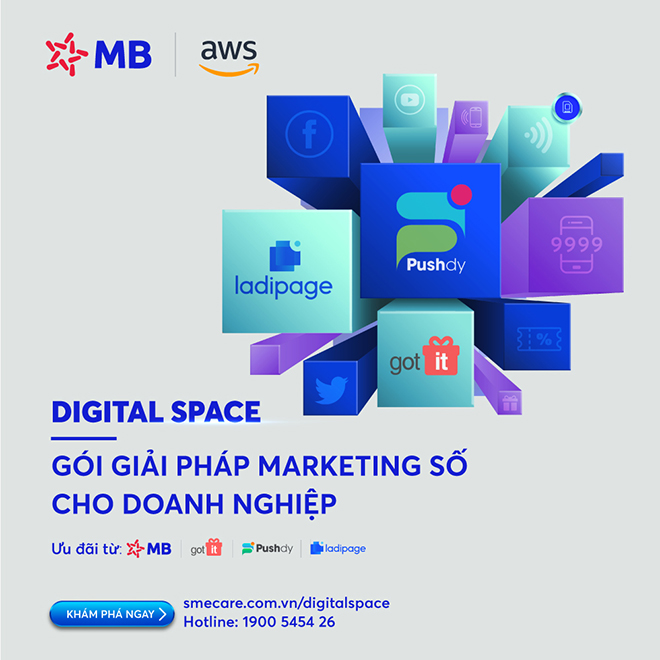 MB
aws
9999
Pushdy
ladipage
%
got it
DIGITAL SPACE
GÓI GIẢI PHÁP MARKETING SỐ
CHO DOANH NGHIỆP
Ưu đãi từ: MB got it Pushdy ladipage
KHÁM PHÁ NGAY
smecare.com.vn/digitalspace
Hotline: 1900 5454 26